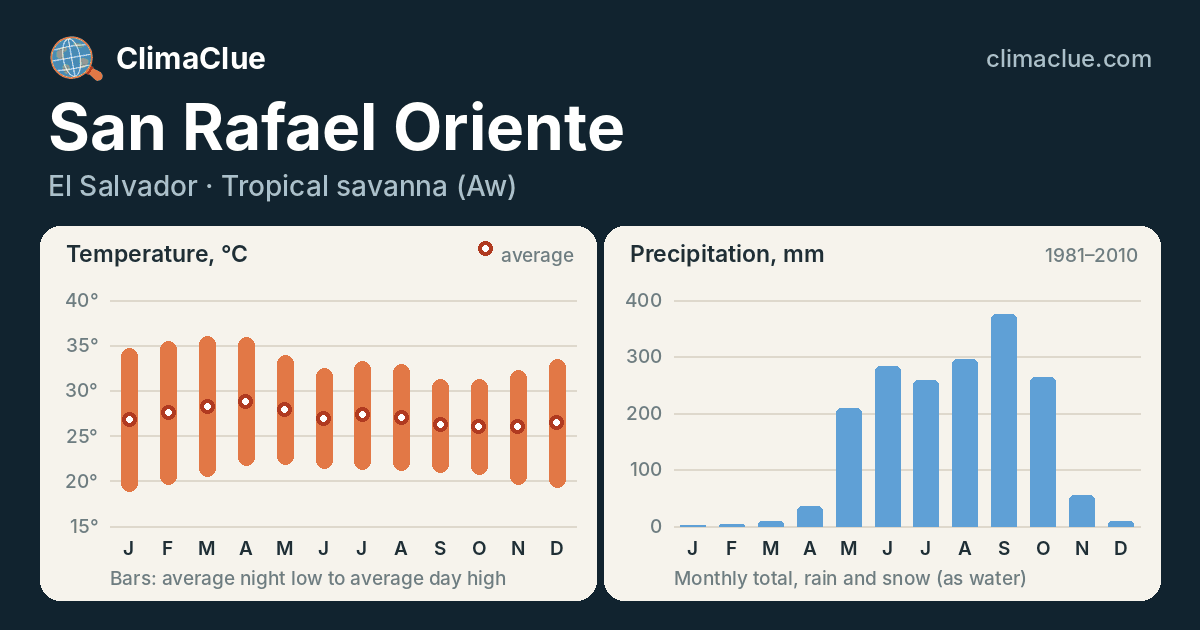 ClimaClue
climaclue.com
San Rafael Oriente
El Salvador · Tropical savanna (Aw)
Temperature, °C
average
40°
35°
30°
25°
20°
15°
J F M A M J J A S O N D
Bars: average night low to average day high
Precipitation, mm
1981–2010
400
300
200
100
0
J F M A M J J A S O N D
Monthly total, rain and snow (as water)